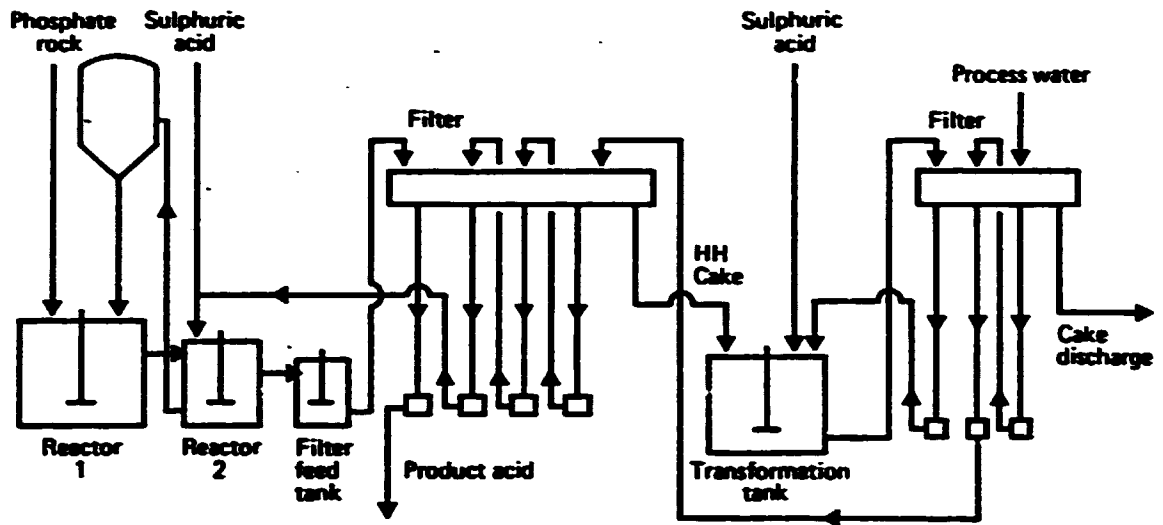 Phosphate
rock
Sulphuric
acid
Sulphuric
acid
Process water
Filter
Filter
HH
Cake
Cake
discharge
Reactor
1
Reactor
2
Filter
feed
tank
Product acid
Transformation
tank